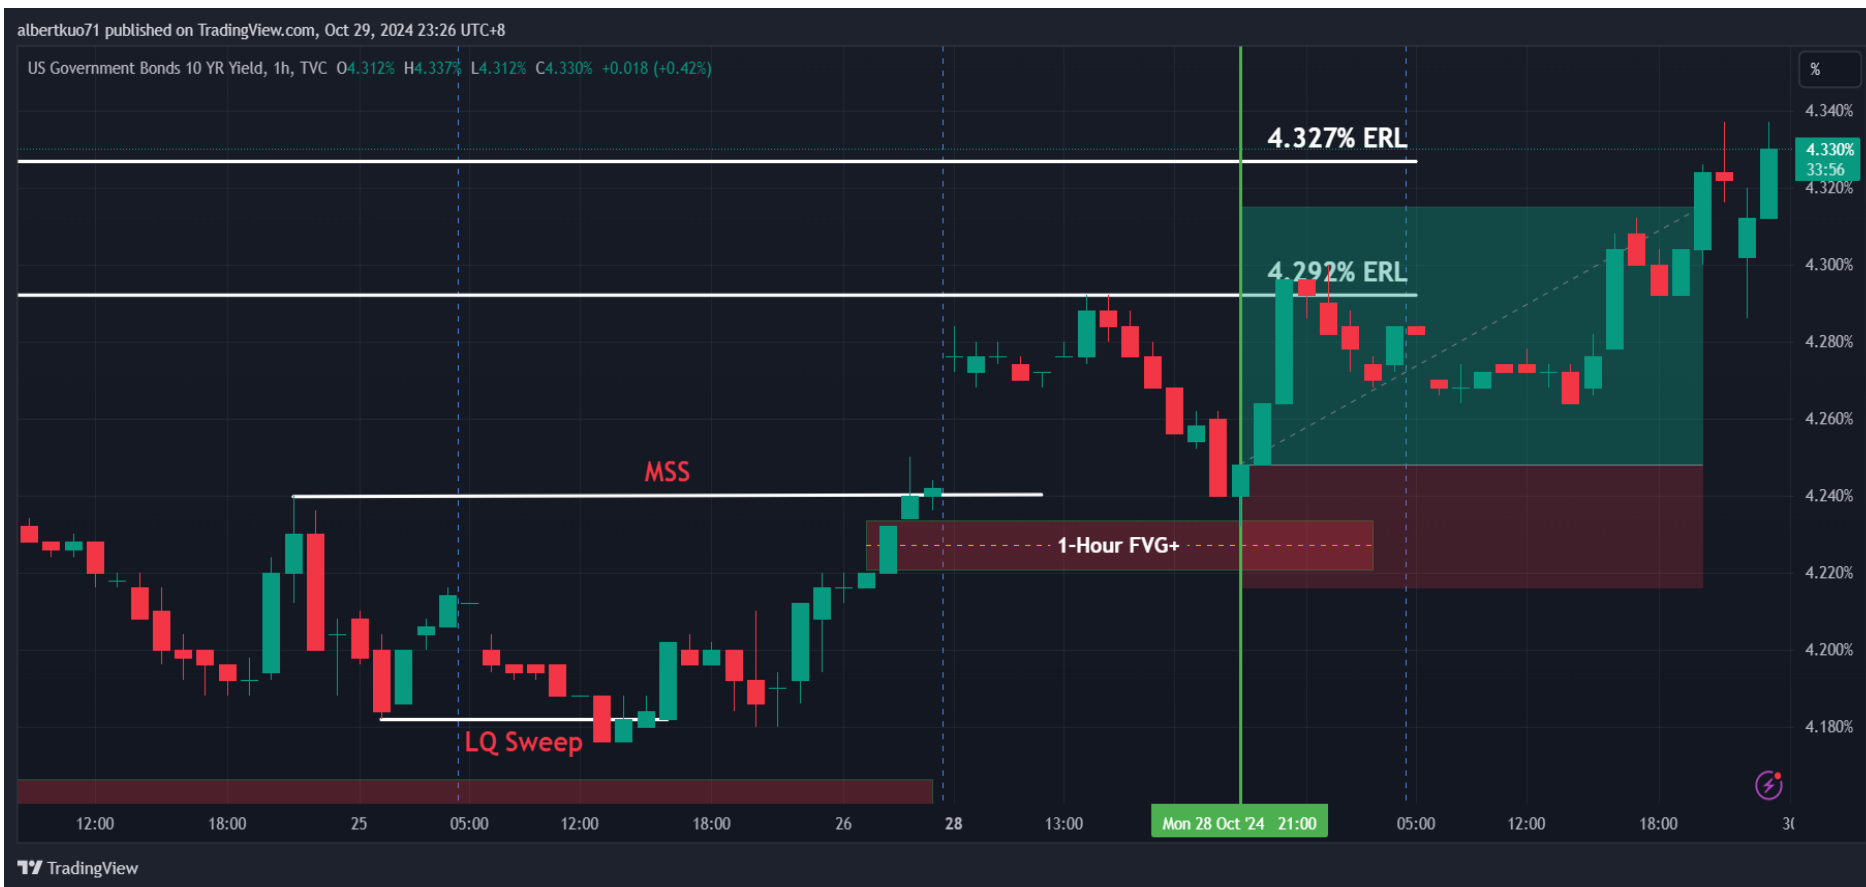 albertkuo71 published on TradingView.com, Oct 29, 2024 23:26 UTC+8
US Government Bonds 10 YR Yield, 1h, TVC O4.312% H4.337% L4.312% C4.330% +0.018 (+0.42%)
%
4.340%
4.327% ERL
4.330%
33:56
4.320%
4.292% ERL
4.300%
4.280%
4.260%
MSS
4.240%
1-Hour FVG+
4.220%
4.200%
4.180%
LQ Sweep
12:00 18:00 25 05:00 12:00 18:00 26 28 13:00 Mon 28 Oct '24 21:00 05:00 12:00 18:00
TradingView